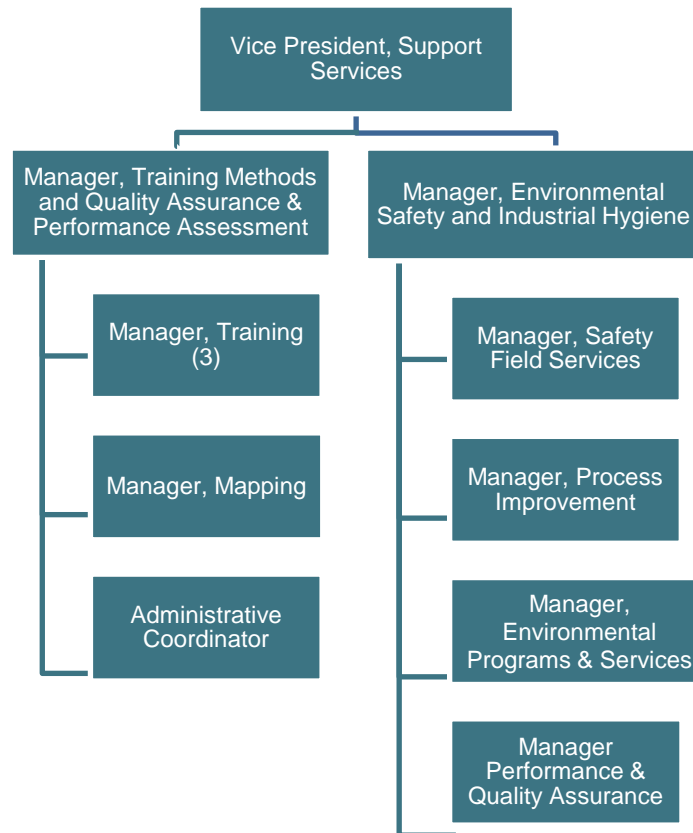 Vice President, Support
Services
Manager, Training Methods
and Quality Assurance &
Performance Assessment
Manager, Training
(3)
Manager, Mapping
Administrative
Coordinator
Manager, Environmental
Safety and Industrial Hygiene
Manager, Safety
Field Services
Manager, Process
Improvement
Manager,
Environmental
Programs & Services
Manager
Performance &
Quality Assurance